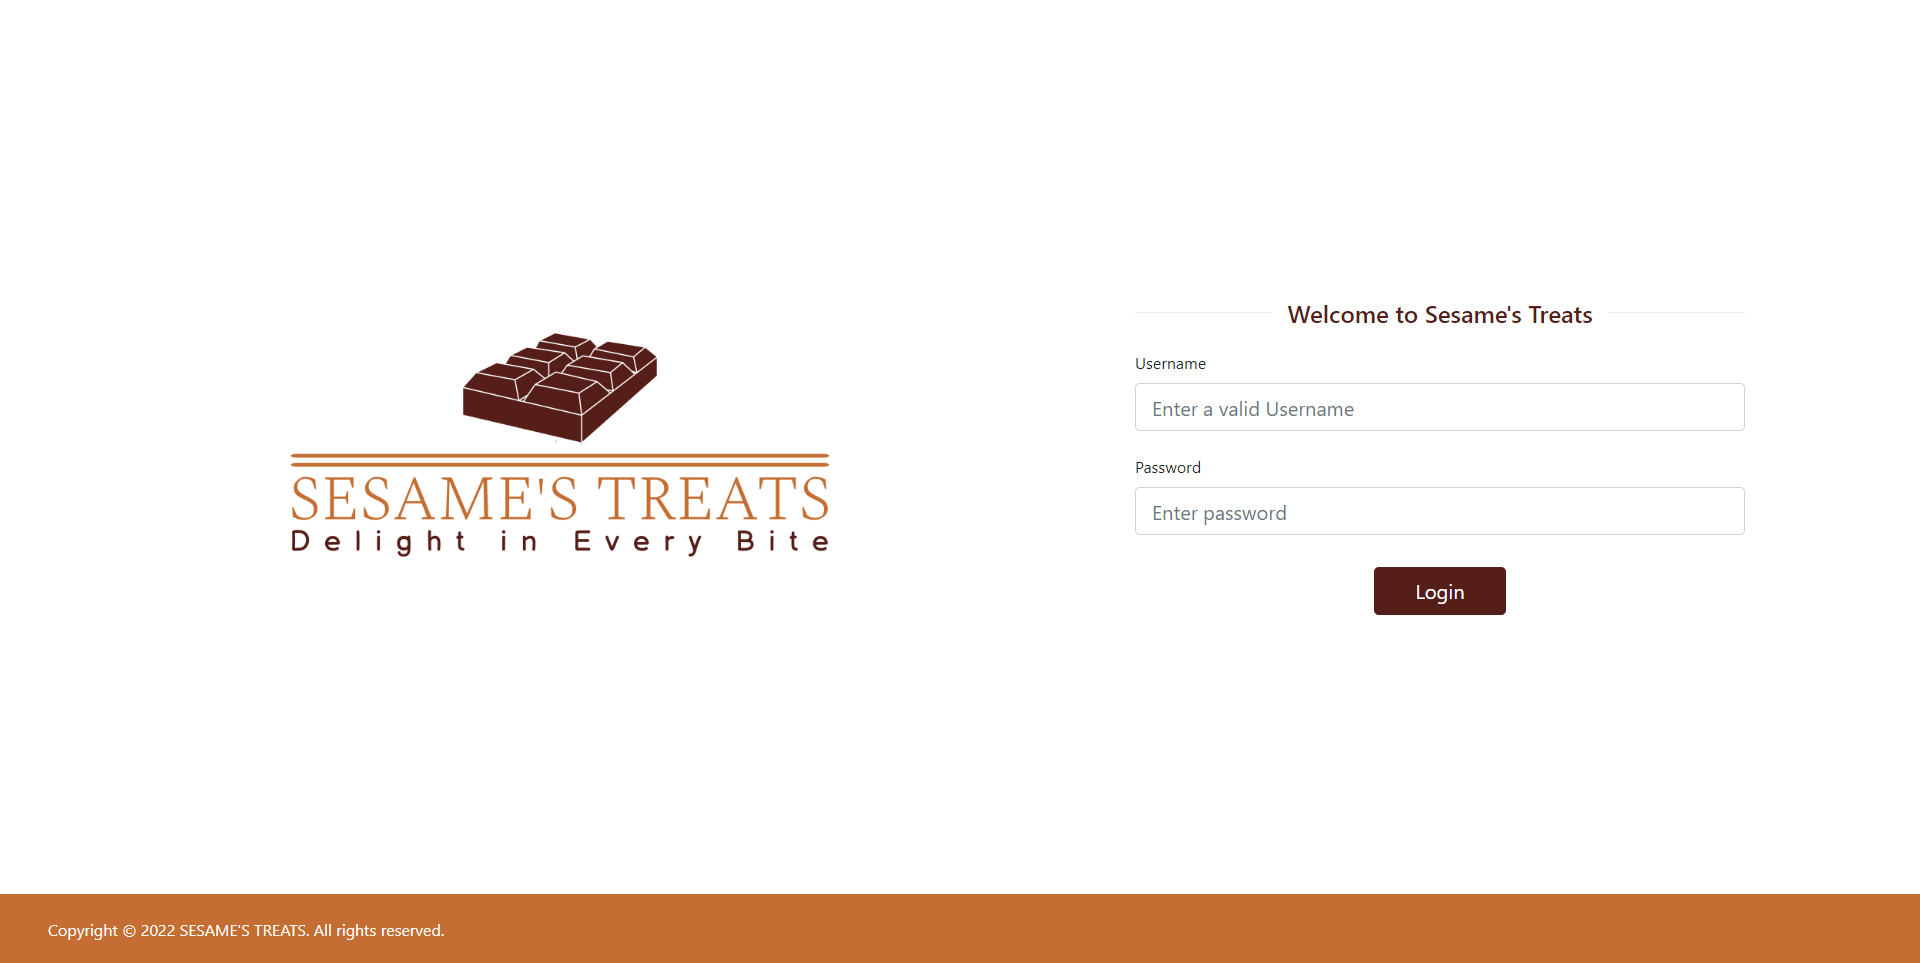 SESAME'S TREATS
Delight in Every Bite
Welcome to Sesame's Treats
Username
Enter a valid Username
Password
Enter password
Login
Copyright © 2022 SESAME'S TREATS. All rights reserved.